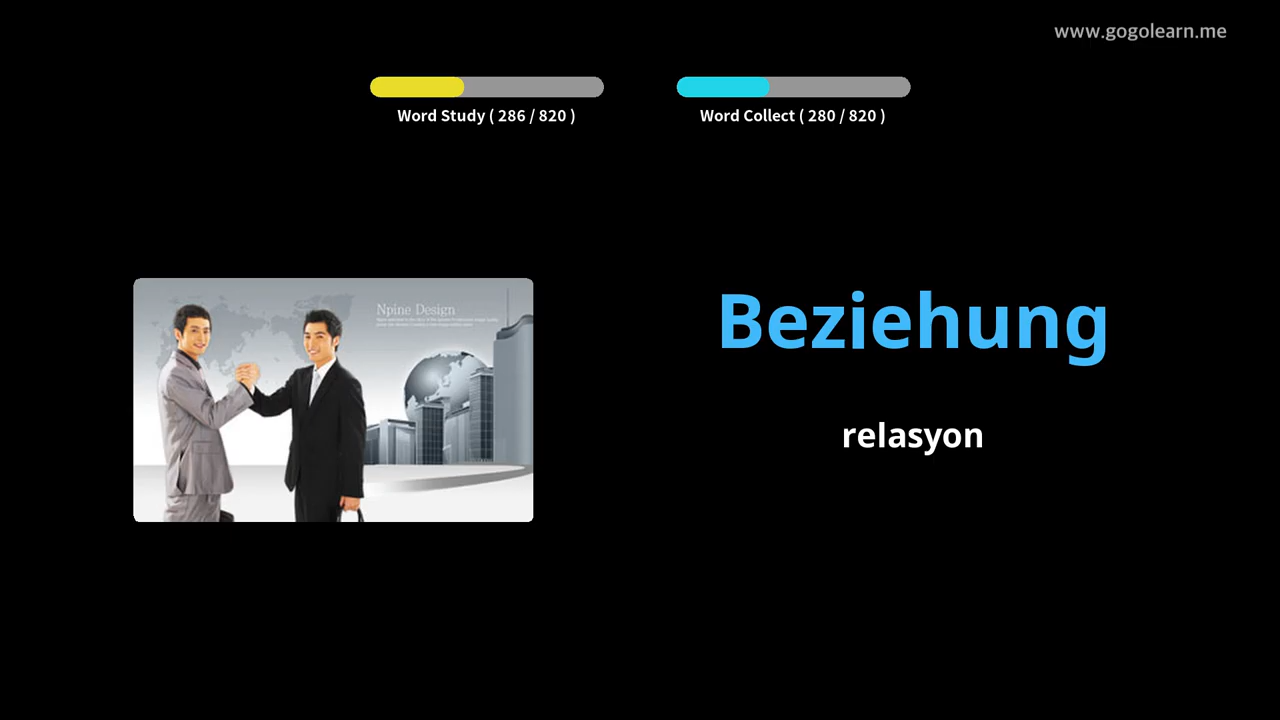 www.gogolearn.me
Word Study ( 286 / 820 )
Word Collect ( 280 / 820 )
Npine Design
Beziehung
relasyon